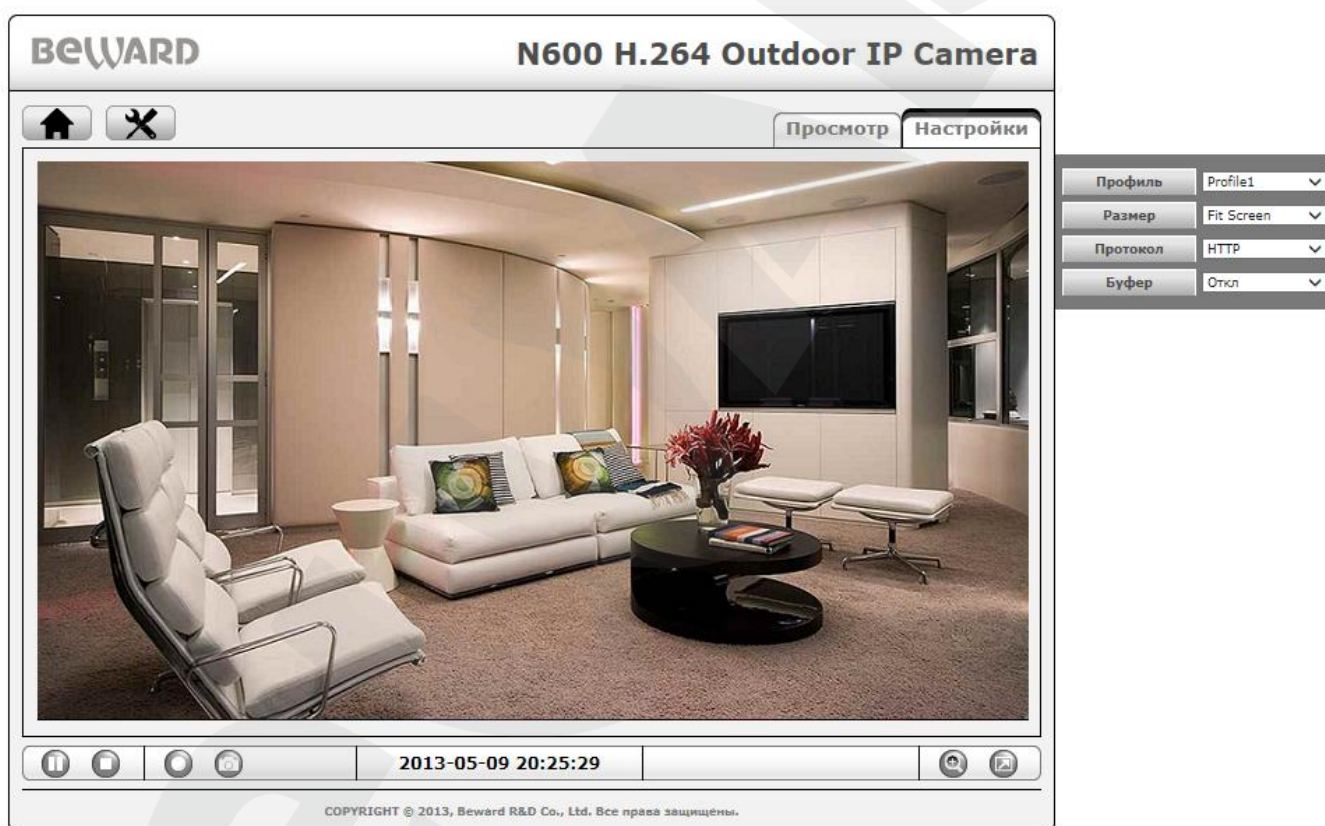 BEWARD
N600 H.264 Outdoor IP Camera
Просмотр
Настройки
Профиль Profile1
Размер Fit Screen
Протокол HTTP
Буфер Откл
2013-05-09 20:25:29
COPYRIGHT © 2013, Beward R&D Co., Ltd. Все права защищены.